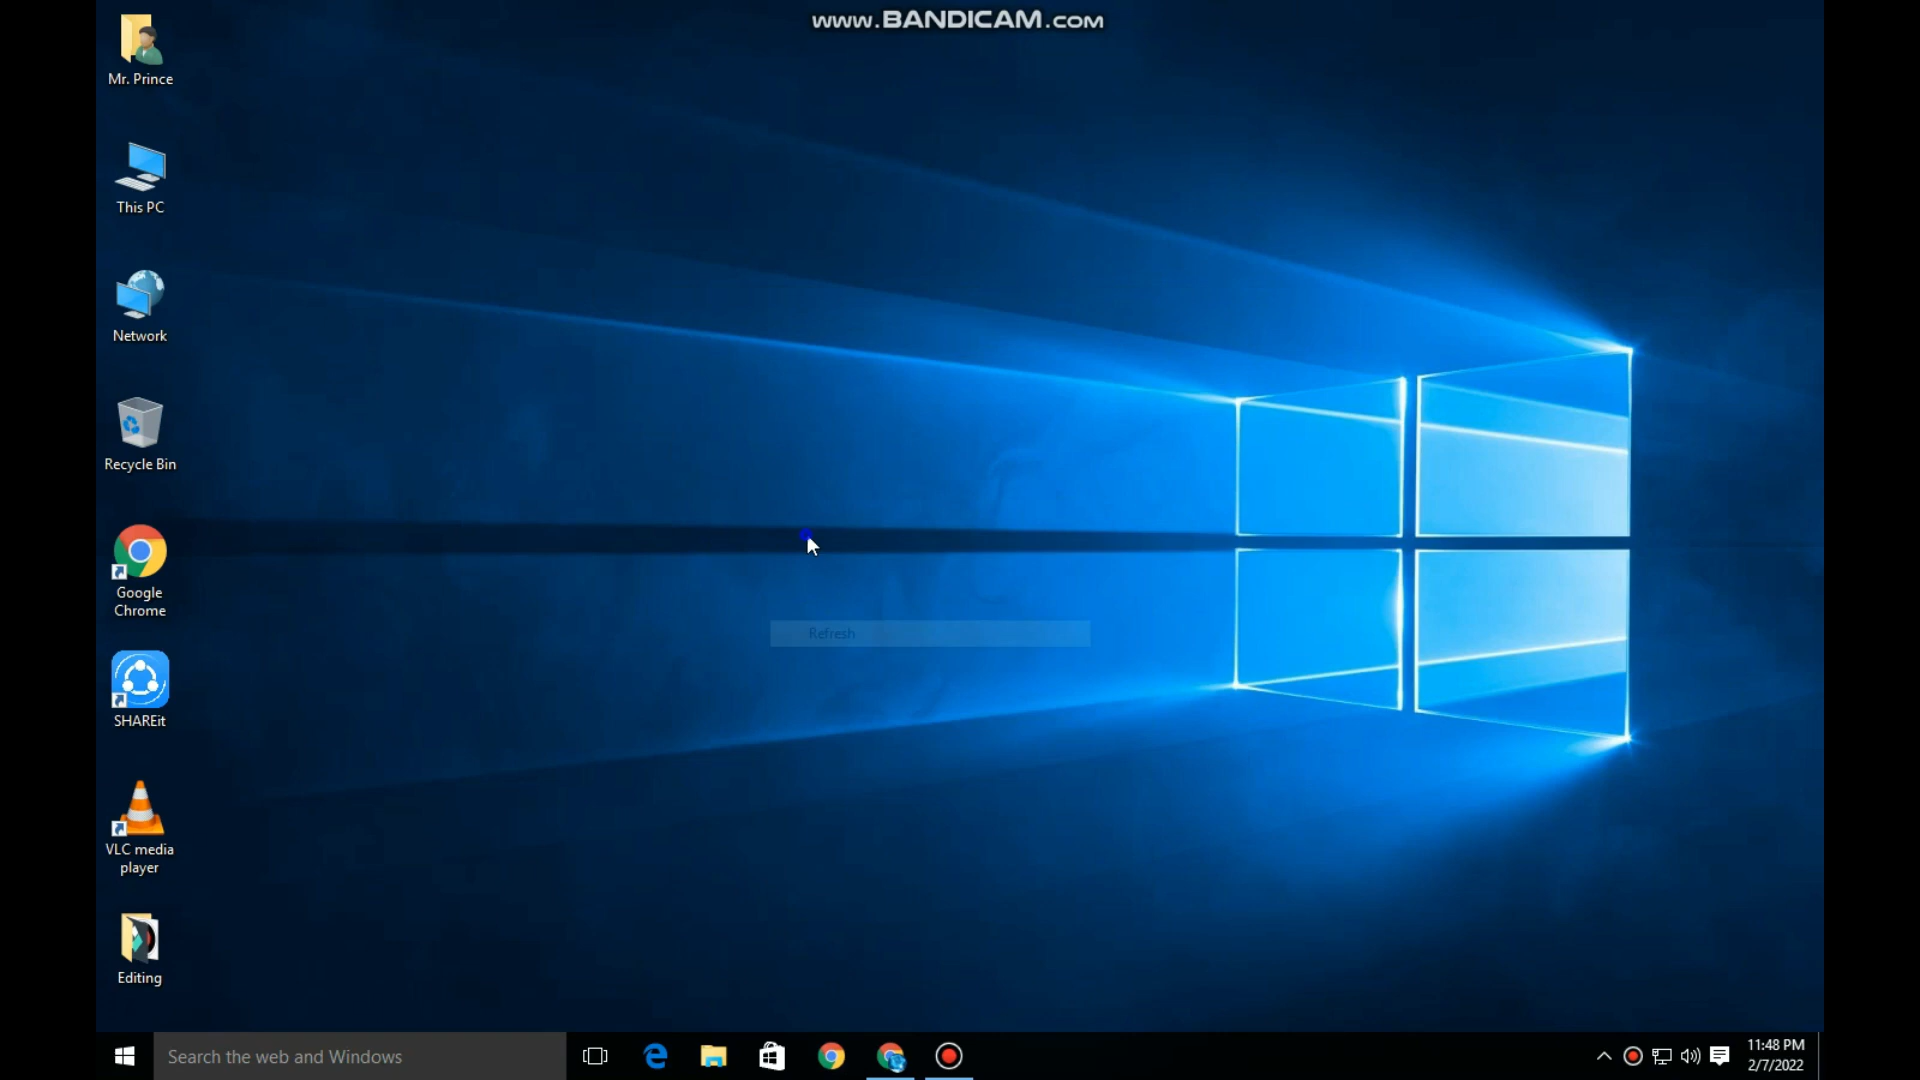 www.BANDICAM.com
Mr. Prince
This PC
Network
Recycle Bin
Google
Chrome
SHAREit
VLC media
player
Editing
Refresh
Search the web and Windows
11:48 PM
2/7/2022